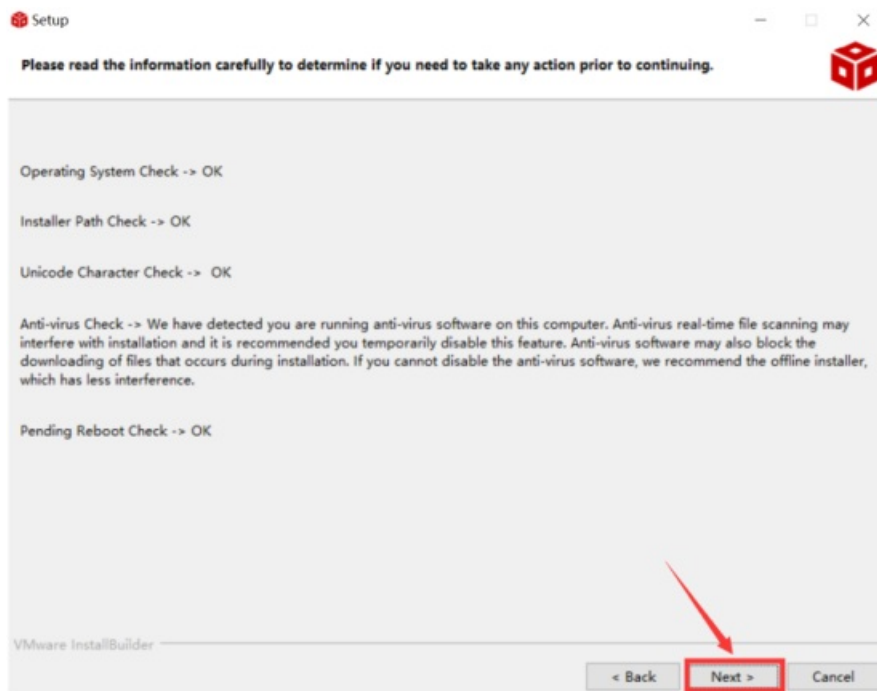 Setup
Please read the information carefully to determine if you need to take any action prior to continuing.
Operating System Check -> OK
Installer Path Check -> OK
Unicode Character Check ->  OK
Anti-virus Check -> We have detected you are running anti-virus software on this computer. Anti-virus real-time file scanning may
interfere with installation and it is recommended you temporarily disable this feature. Anti-virus software may also block the
downloading of files that occurs during installation. If you cannot disable the anti-virus software, we recommend the offline installer,
which has less interference.
Pending Reboot Check -> OK
VMware InstallBuilder
< Back
Next >
Cancel